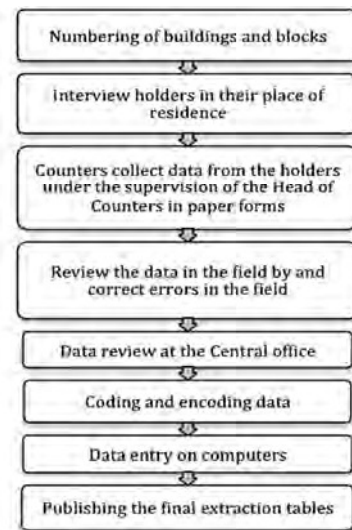 Numbering of buildings and blocks
interview holders in their place of
residence
Counters collect data from the holders
under the supervision of the Head of
Counters in paper forms
Review the data in the field by and
correct errors in the field
Data review at the Central office
Coding and encoding data
Data entry on computers
Publishing the final extraction tables